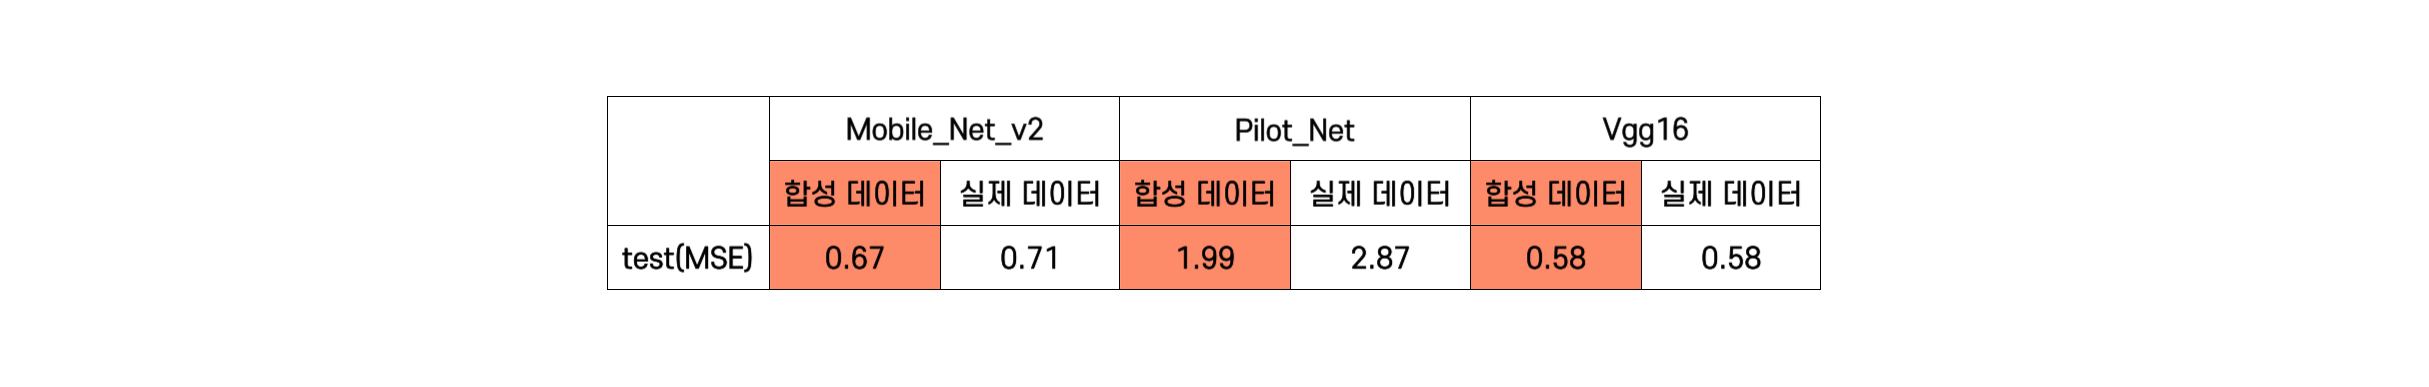 Mobile_Net_v2 Pilot_Net Vgg16
합성 데이터 실제 데이터 합성 데이터 실제 데이터 합성 데이터 실제 데이터
test(MSE) 0.67 0.71 1.99 2.87 0.58 0.58